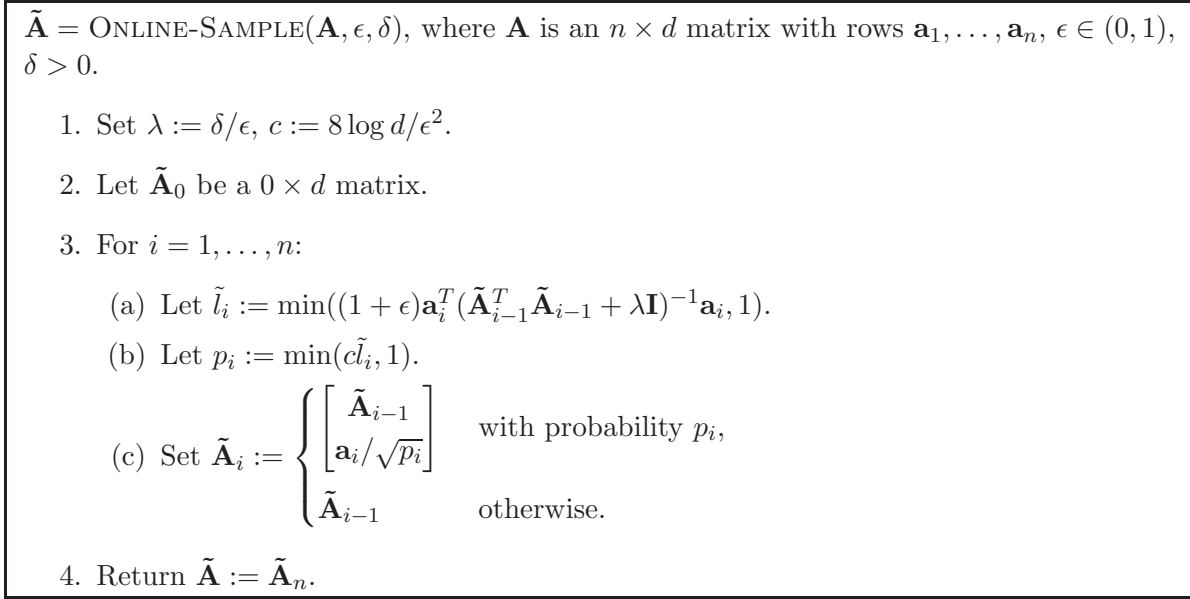 Ã = Online-Sample(A, ϵ, δ), where A is an n × d matrix with rows a₁, . . . , aₙ, ϵ ∈ (0, 1),
δ > 0.
1. Set λ := δ/ϵ, c := 8 log d/ϵ².
2. Let Ã₀ be a 0 × d matrix.
3. For i = 1, . . . , n:
(a) Let l̃ᵢ := min((1 + ϵ)aᵢᵀ(Ãᵢ₋₁ᵀÃᵢ₋₁ + λI)⁻¹aᵢ, 1).
(b) Let pᵢ := min(cl̃ᵢ, 1).
(c) Set Ãᵢ := { [ Ãᵢ₋₁ ; aᵢ/√pᵢ ] with probability pᵢ,
Ãᵢ₋₁ otherwise.
4. Return Ã := Ãₙ.